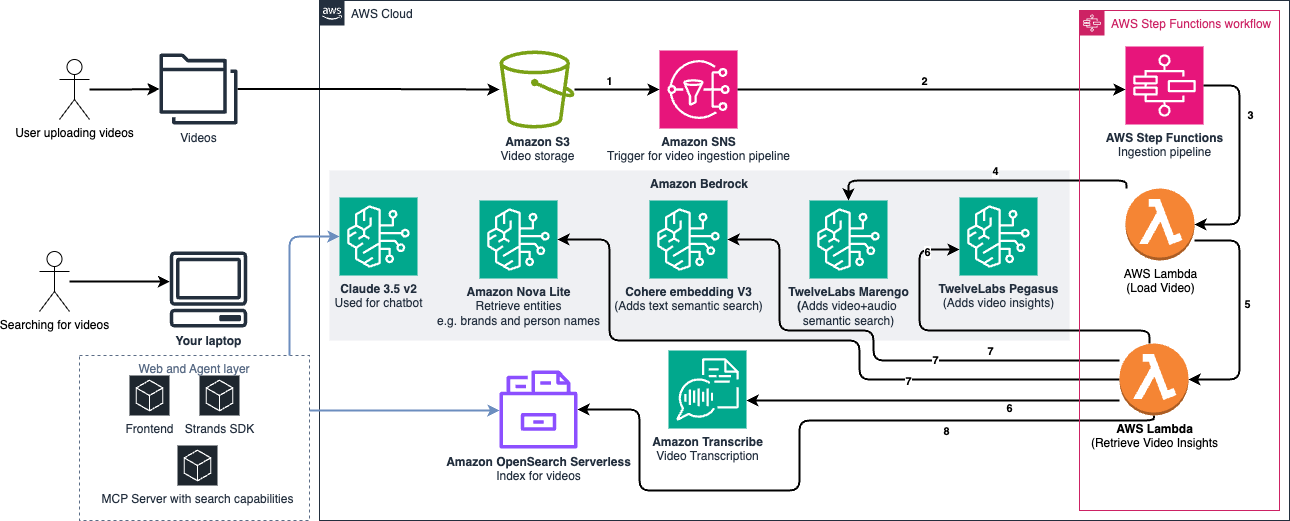 aws
AWS Cloud
AWS Step Functions workflow
User uploading videos
Videos
Amazon S3
Video storage
1
Amazon SNS
Trigger for video ingestion pipeline
2
AWS Step Functions
Ingestion pipeline
3
Amazon Bedrock
4
Claude 3.5 v2
Used for chatbot
Amazon Nova Lite
Retrieve entities
e.g. brands and person names
Cohere embedding V3
(Adds text semantic search)
TwelveLabs Marengo
(Adds video+audio
semantic search)
6
TwelveLabs Pegasus
(Adds video insights)
AWS Lambda
(Load Video)
5
Searching for videos
Your laptop
Web and Agent layer
Frontend
Strands SDK
MCP Server with search capabilities
Amazon OpenSearch Serverless
Index for videos
Amazon Transcribe
Video Transcription
7
7
6
8
AWS Lambda
(Retrieve Video Insights